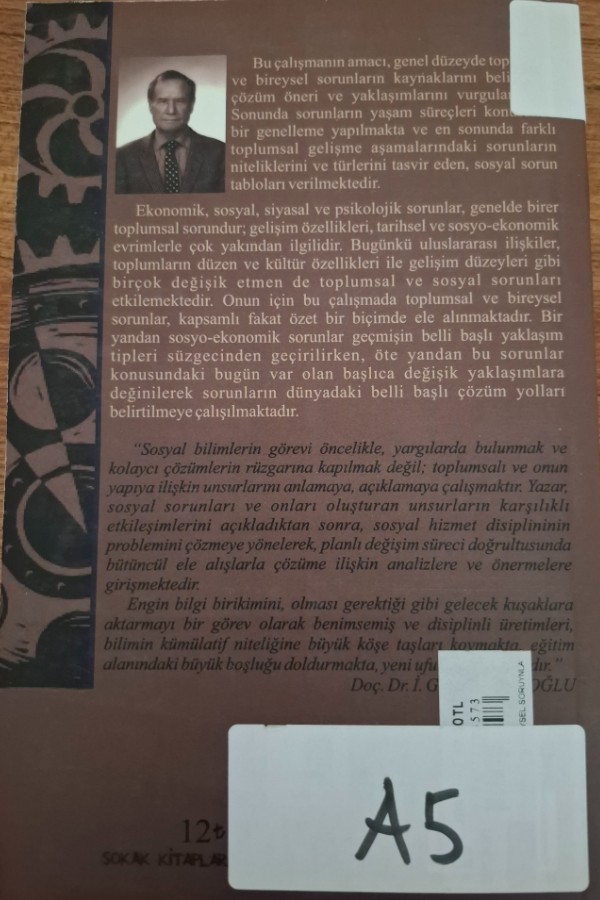 Bu çalışmanın amacı, genel düzeyde
ve bireysel sorunların kaynaklarını
çözüm öneri ve yaklaşımlarını
Sonunda sorunların yaşam süreçleri
bir genelleme yapılmakta ve en sonunda farklı
toplumsal gelişme aşamalarındaki sorunların
niteliklerini ve türlerini tasvir eden, sosyal sorun
tabloları verilmektedir.
Ekonomik, sosyal, siyasal ve psikolojik sorunlar, genelde birer
toplumsal sorundur; gelişim özellikleri, tarihsel ve sosyo-ekonomik
evrimlerle çok yakından ilgilidir. Bugünkü uluslararası ilişkiler,
toplumların düzen ve kültür özellikleri ile gelişim düzeyleri gibi
birçok değişik etmen de toplumsal ve sosyal sorunları
etkilemektedir. Onun için bu çalışmada toplumsal ve bireysel
sorunlar, kapsamlı fakat özet bir biçimde ele alınmaktadır. Bir
yandan sosyo-ekonomik sorunlar geçmişin belli başlı yaklaşım
tipleri süzgecinden geçirilirken, öte yandan bu sorunlar
konusundaki bugün var olan başlıca değişik yaklaşımlara
değinilerek sorunların dünyadaki belli başlı çözüm yolları
belirtilmeye çalışılmaktadır.
“Sosyal bilimlerin görevi öncelikle, yargılarda bulunmak ve
kolaycı çözümlerin rüzgarına kapılmak değil; toplumsalı ve onun
yapıya ilişkin unsurlarını anlamaya, açıklamaya çalışmaktır. Yazar,
sosyal sorunları ve onları oluşturan unsurların karşılıklı
etkileşimlerini açıkladıktan sonra, sosyal hizmet disiplininin
problemini çözmeye yönelerek, planlı değişim süreci doğrultusunda
bütüncül ele alışlarla çözüme ilişkin analizlere ve önermelere
girişmektedir.
Engin bilgi birikimini, olması gerektiği gibi gelecek kuşaklara
aktarmayı bir görev olarak benimsemiş ve disiplinli üretimleri,
bilimin kümülatif niteliğine büyük köşe taşları koymakta, eğitim
alanındaki büyük boşluğu doldurmakta, yeni
Doç. Dr. İ.
0TL
573
12₺
SOKAK KİTAPLAR
A5